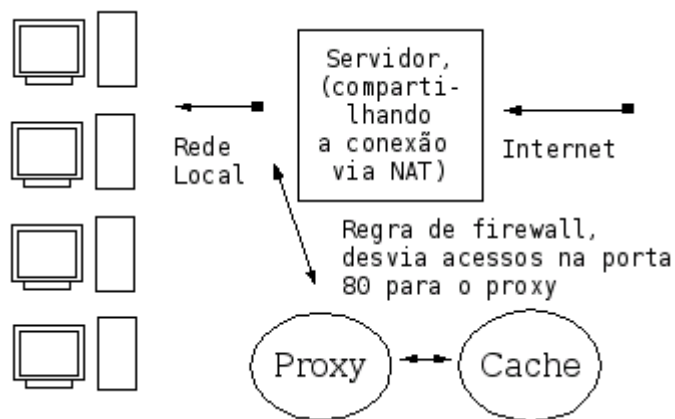 Servidor,
(comparti-
lhando
a conexão
via NAT)
Rede
Local
Internet
Regra de firewall,
desvia acessos na porta
80 para o proxy
Proxy
Cache